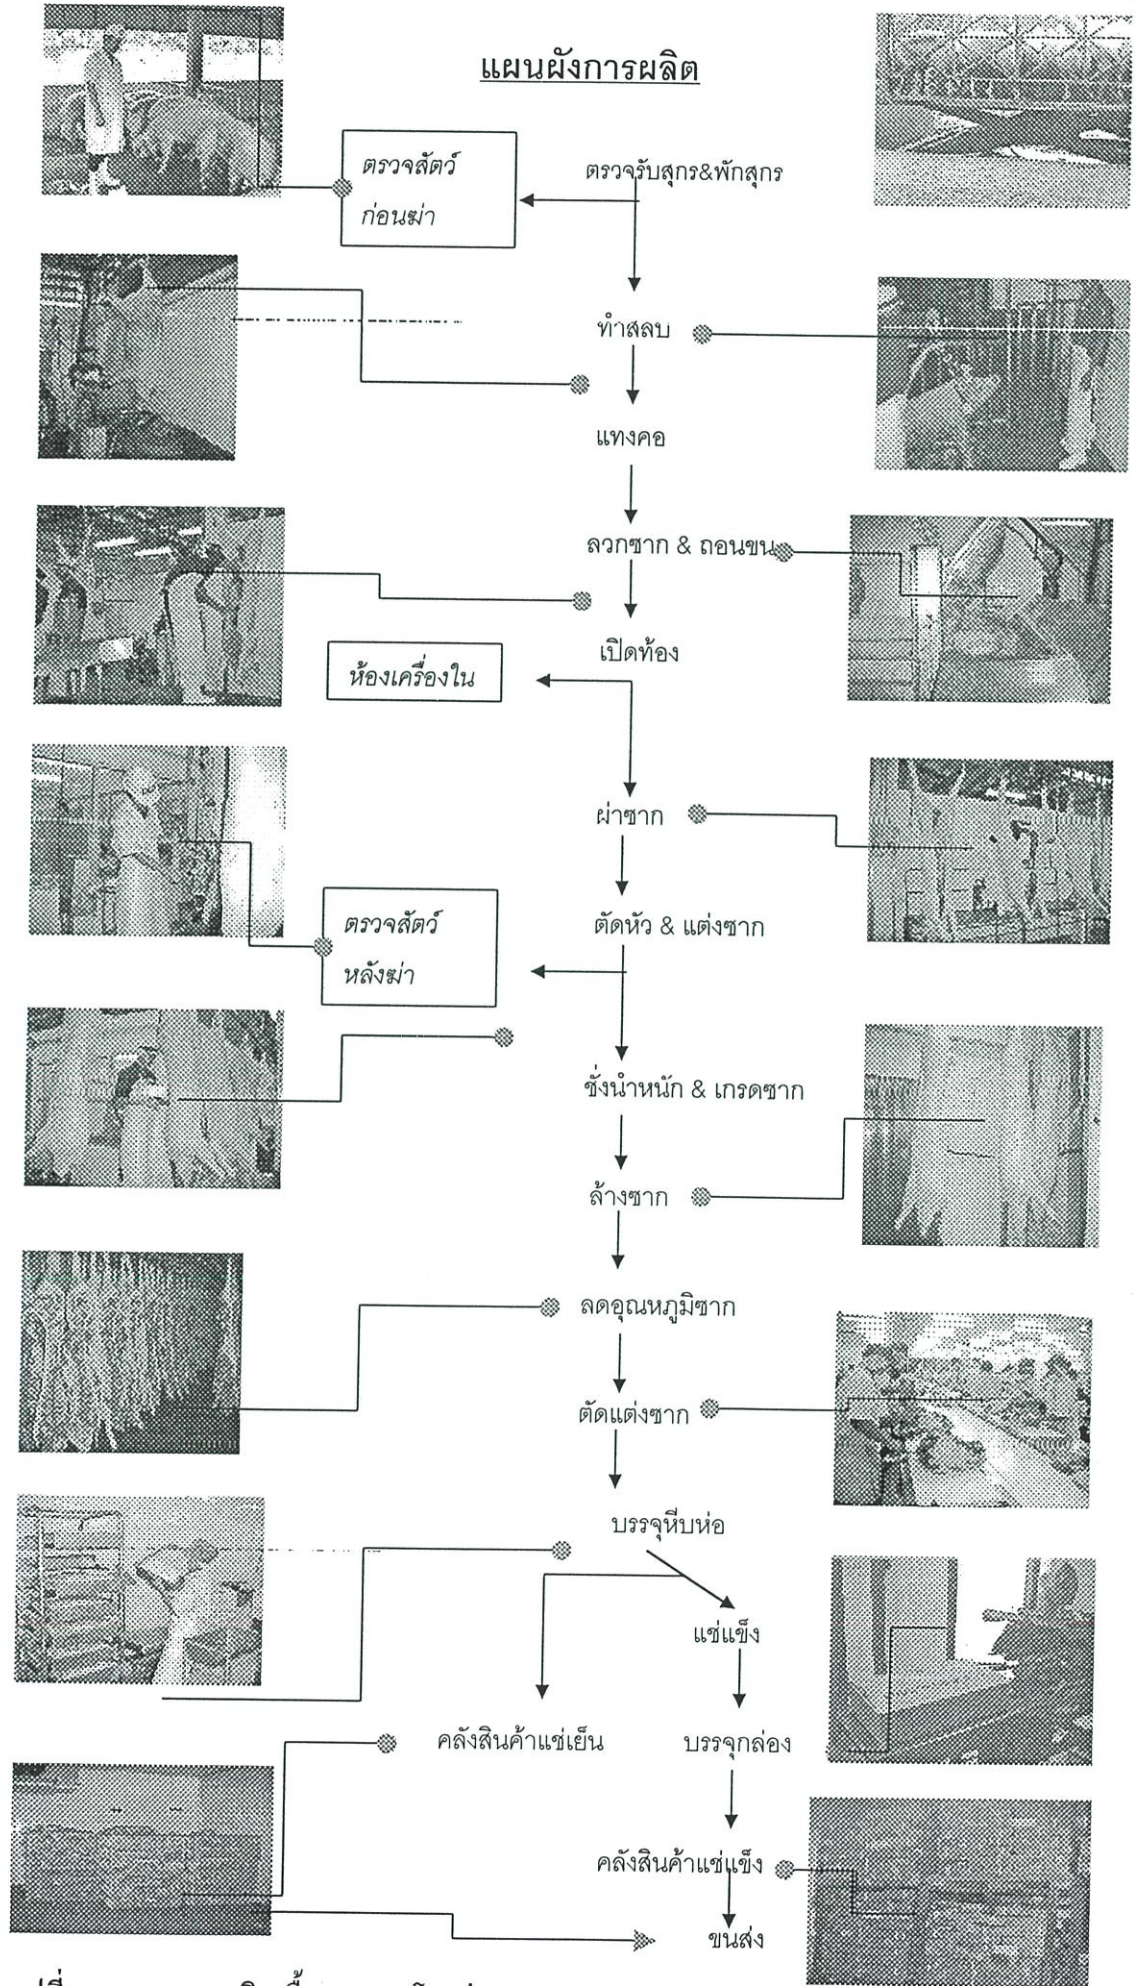 แผนผังการผลิต
ตรวจสัตว์
ก่อนฆ่า
ตรวจรับสุกร&พักสุกร
ทำสลบ
แทงคอ
ลวกซาก & ถอนขน
เปิดท้อง
ห้องเครื่องใน
ผ่าซาก
ตัดหัว & แต่งซาก
ตรวจสัตว์
หลังฆ่า
ชั่งน้ำหนัก & เกรดซาก
ล้างซาก
ลดอุณหภูมิซาก
ตัดแต่งซาก
บรรจุหีบห่อ
แช่แข็ง
คลังสินค้าแช่เย็น
บรรจุกล่อง
คลังสินค้าแช่แข็ง
ขนส่ง